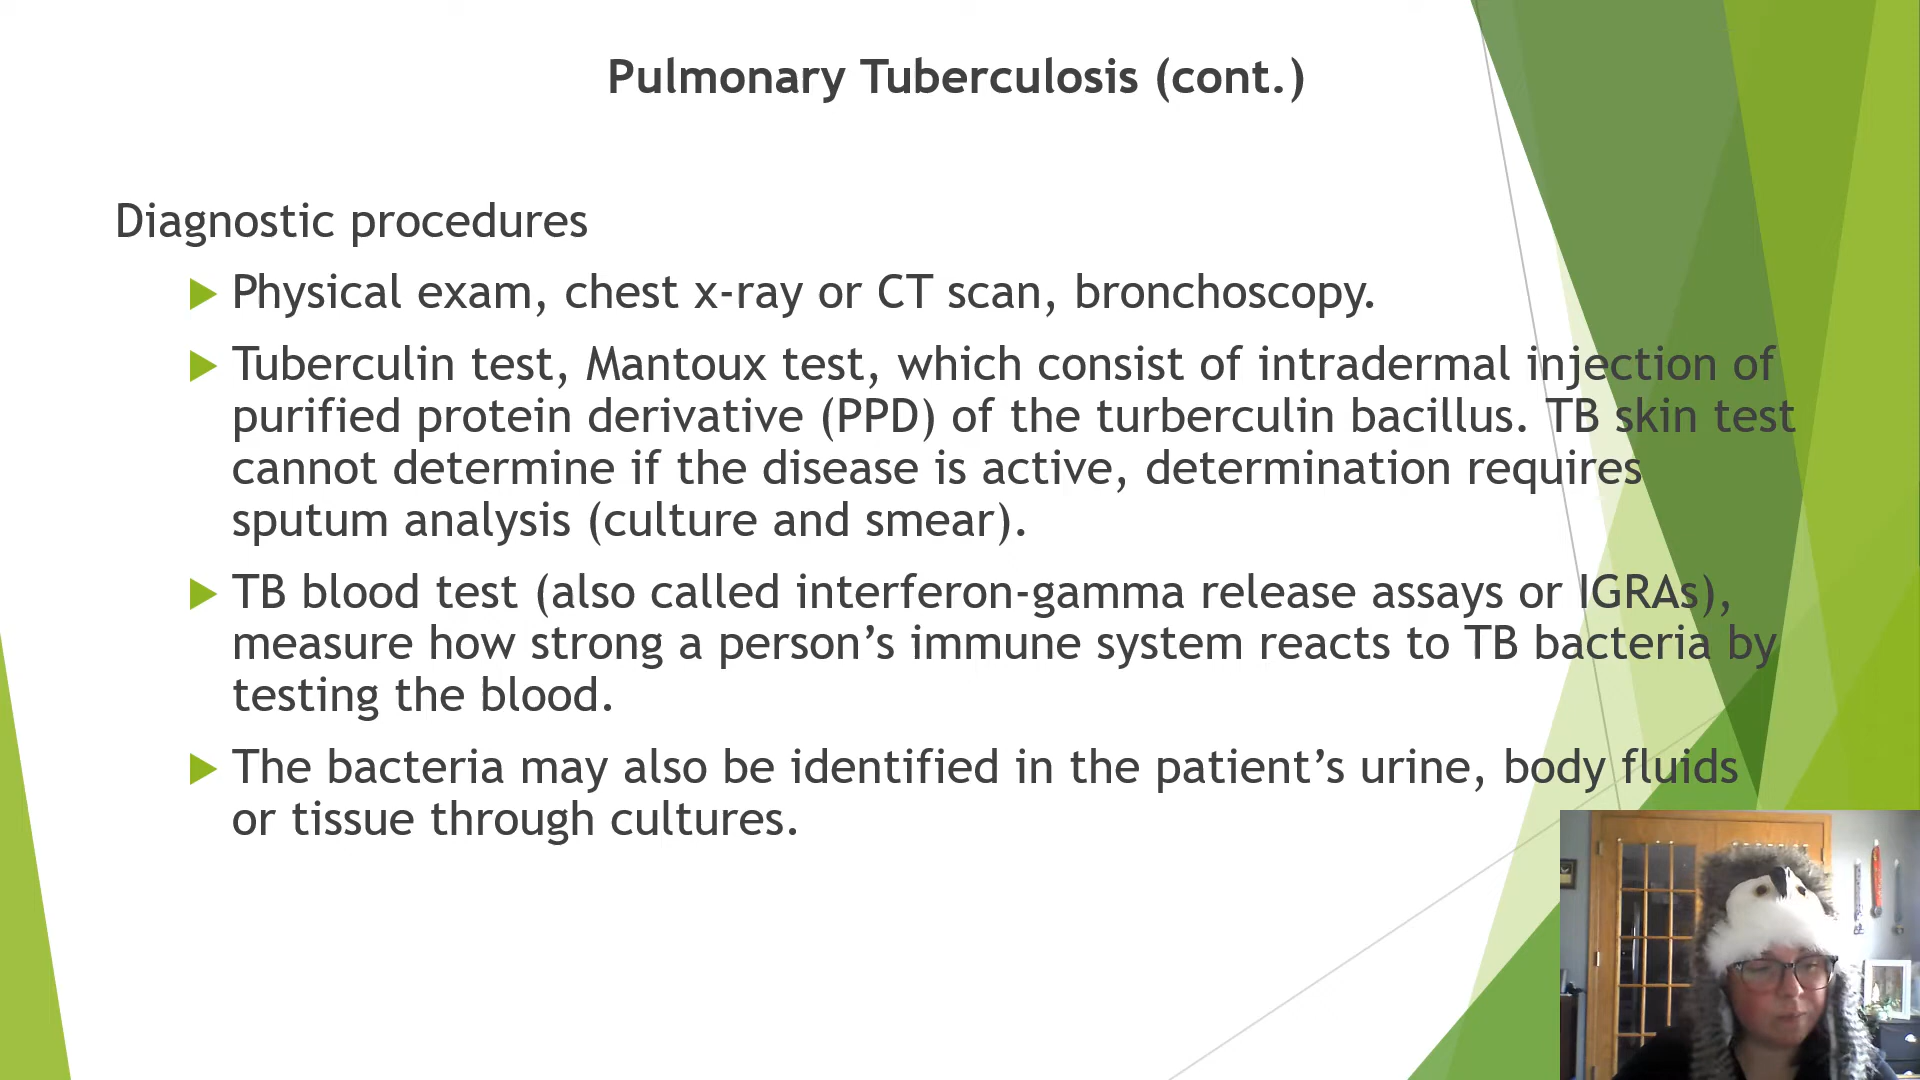 Pulmonary Tuberculosis (cont.)
Diagnostic procedures
Physical exam, chest x-ray or CT scan, bronchoscopy.
Tuberculin test, Mantoux test, which consist of intradermal injection of
purified protein derivative (PPD) of the turberculin bacillus. TB skin test
cannot determine if the disease is active, determination requires
sputum analysis (culture and smear).
TB blood test (also called interferon-gamma release assays or IGRAs),
measure how strong a person’s immune system reacts to TB bacteria by
testing the blood.
The bacteria may also be identified in the patient’s urine, body fluids
or tissue through cultures.